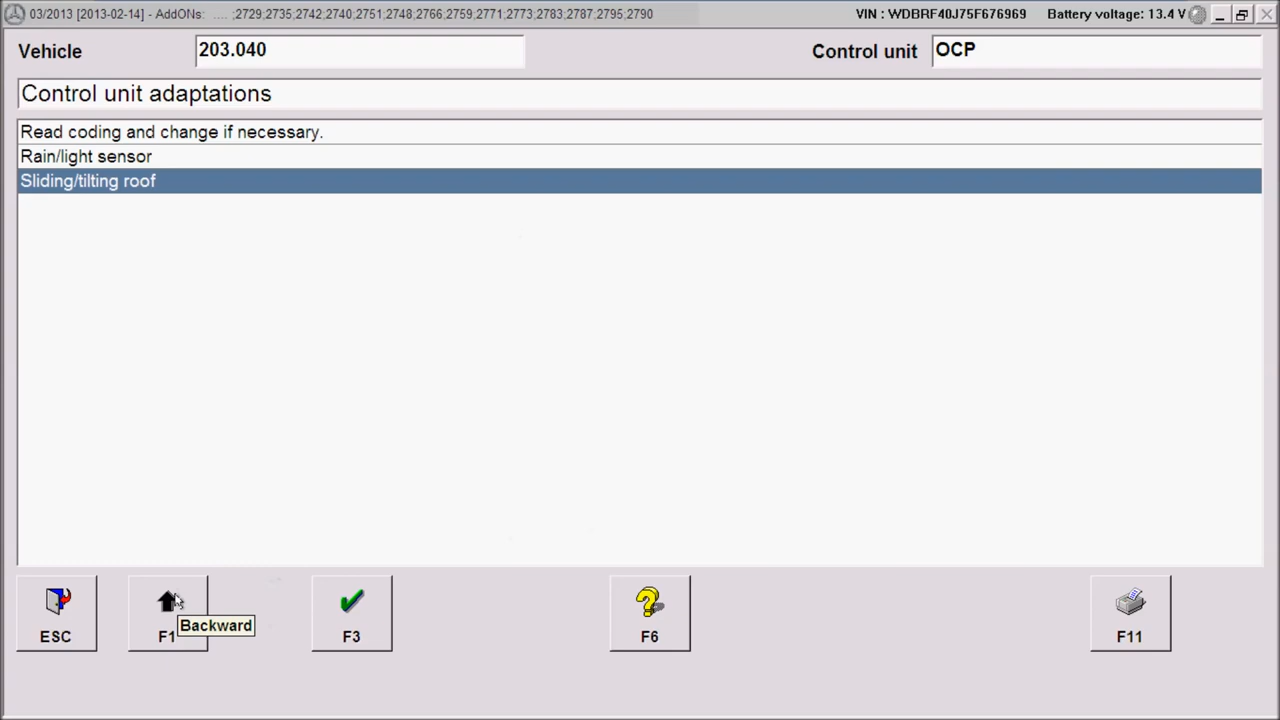 03/2013 [2013-02-14] - AddONs: ..... ;2729;2735;2742;2740;2751;2748;2766;2759;2771;2773;2783;2787;2795;2790 VIN : WDBRF40J75F676969 Battery voltage: 13.4 V
Vehicle 203.040 Control unit OCP
Control unit adaptations
Read coding and change if necessary.
Rain/light sensor
Sliding/tilting roof
ESC F1 F3 F6 F11
Backward